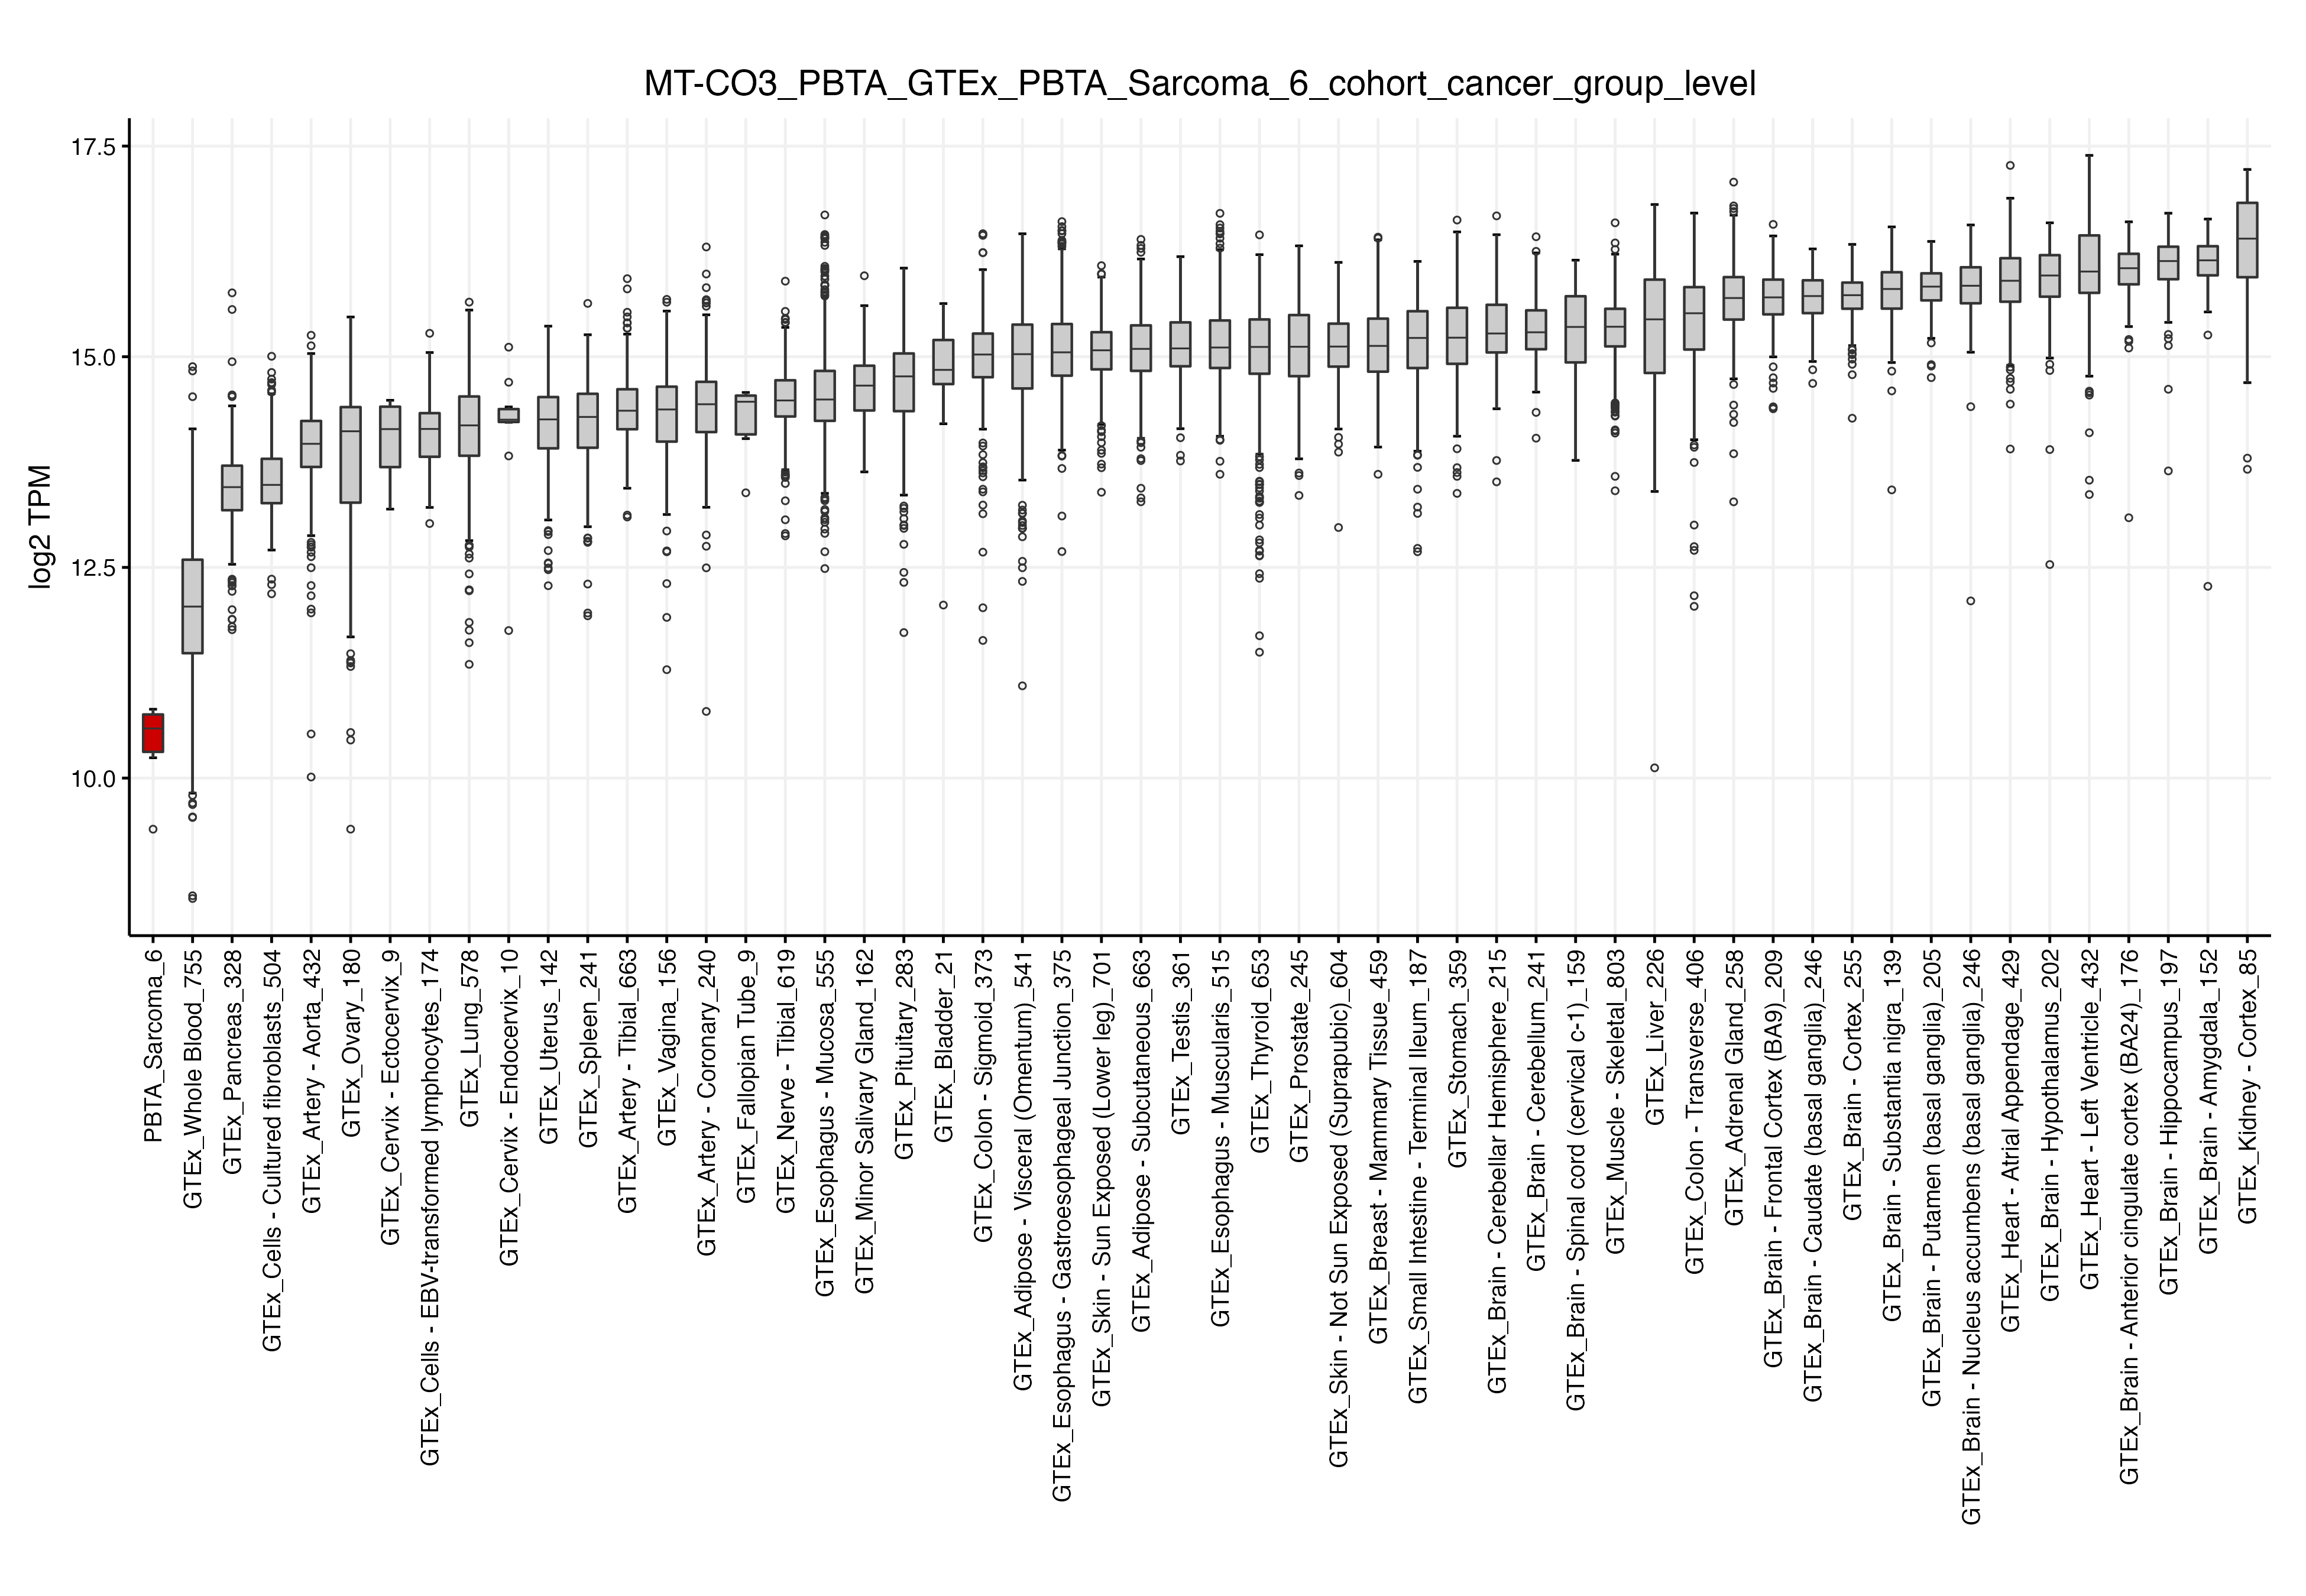 MT-CO3_PBTA_GTEx_PBTA_Sarcoma_6_cohort_cancer_group_level
log2 TPM
17.5
15.0
12.5
10.0
PBTA_Sarcoma_6
GTEx_Whole Blood_755
GTEx_Pancreas_328
GTEx_Cells - Cultured fibroblasts_504
GTEx_Artery - Aorta_432
GTEx_Ovary_180
GTEx_Cervix - Ectocervix_9
GTEx_Cells - EBV-transformed lymphocytes_174
GTEx_Lung_578
GTEx_Cervix - Endocervix_10
GTEx_Uterus_142
GTEx_Spleen_241
GTEx_Artery - Tibial_663
GTEx_Vagina_156
GTEx_Artery - Coronary_240
GTEx_Fallopian Tube_9
GTEx_Nerve - Tibial_619
GTEx_Esophagus - Mucosa_555
GTEx_Minor Salivary Gland_162
GTEx_Pituitary_283
GTEx_Bladder_21
GTEx_Colon - Sigmoid_373
GTEx_Adipose - Visceral (Omentum)_541
GTEx_Esophagus - Gastroesophageal Junction_375
GTEx_Skin - Sun Exposed (Lower leg)_701
GTEx_Adipose - Subcutaneous_663
GTEx_Testis_361
GTEx_Esophagus - Muscularis_515
GTEx_Thyroid_653
GTEx_Prostate_245
GTEx_Skin - Not Sun Exposed (Suprapubic)_604
GTEx_Breast - Mammary Tissue_459
GTEx_Small Intestine - Terminal Ileum_187
GTEx_Stomach_359
GTEx_Brain - Cerebellar Hemisphere_215
GTEx_Brain - Cerebellum_241
GTEx_Brain - Spinal cord (cervical c-1)_159
GTEx_Muscle - Skeletal_803
GTEx_Liver_226
GTEx_Colon - Transverse_406
GTEx_Adrenal Gland_258
GTEx_Brain - Frontal Cortex (BA9)_209
GTEx_Brain - Caudate (basal ganglia)_246
GTEx_Brain - Cortex_255
GTEx_Brain - Substantia nigra_139
GTEx_Brain - Putamen (basal ganglia)_205
GTEx_Brain - Nucleus accumbens (basal ganglia)_246
GTEx_Heart - Atrial Appendage_429
GTEx_Brain - Hypothalamus_202
GTEx_Heart - Left Ventricle_432
GTEx_Brain - Anterior cingulate cortex (BA24)_176
GTEx_Brain - Hippocampus_197
GTEx_Brain - Amygdala_152
GTEx_Kidney - Cortex_85